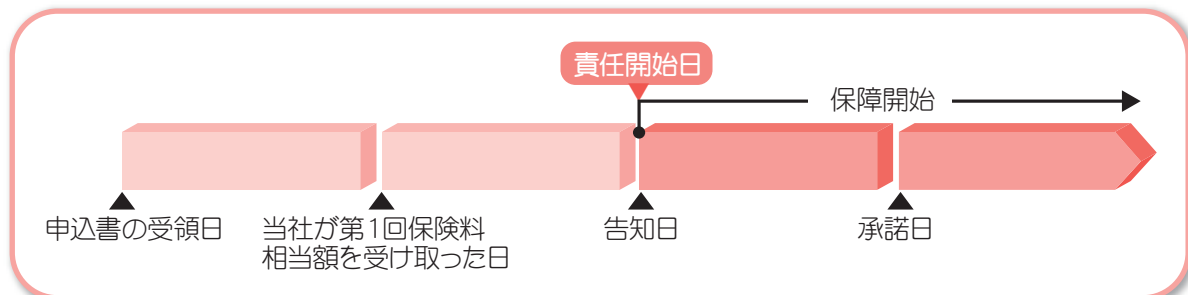 責任開始日
保障開始
申込書の受領日
当社が第1回保険料
相当額を受け取った日
告知日
承諾日